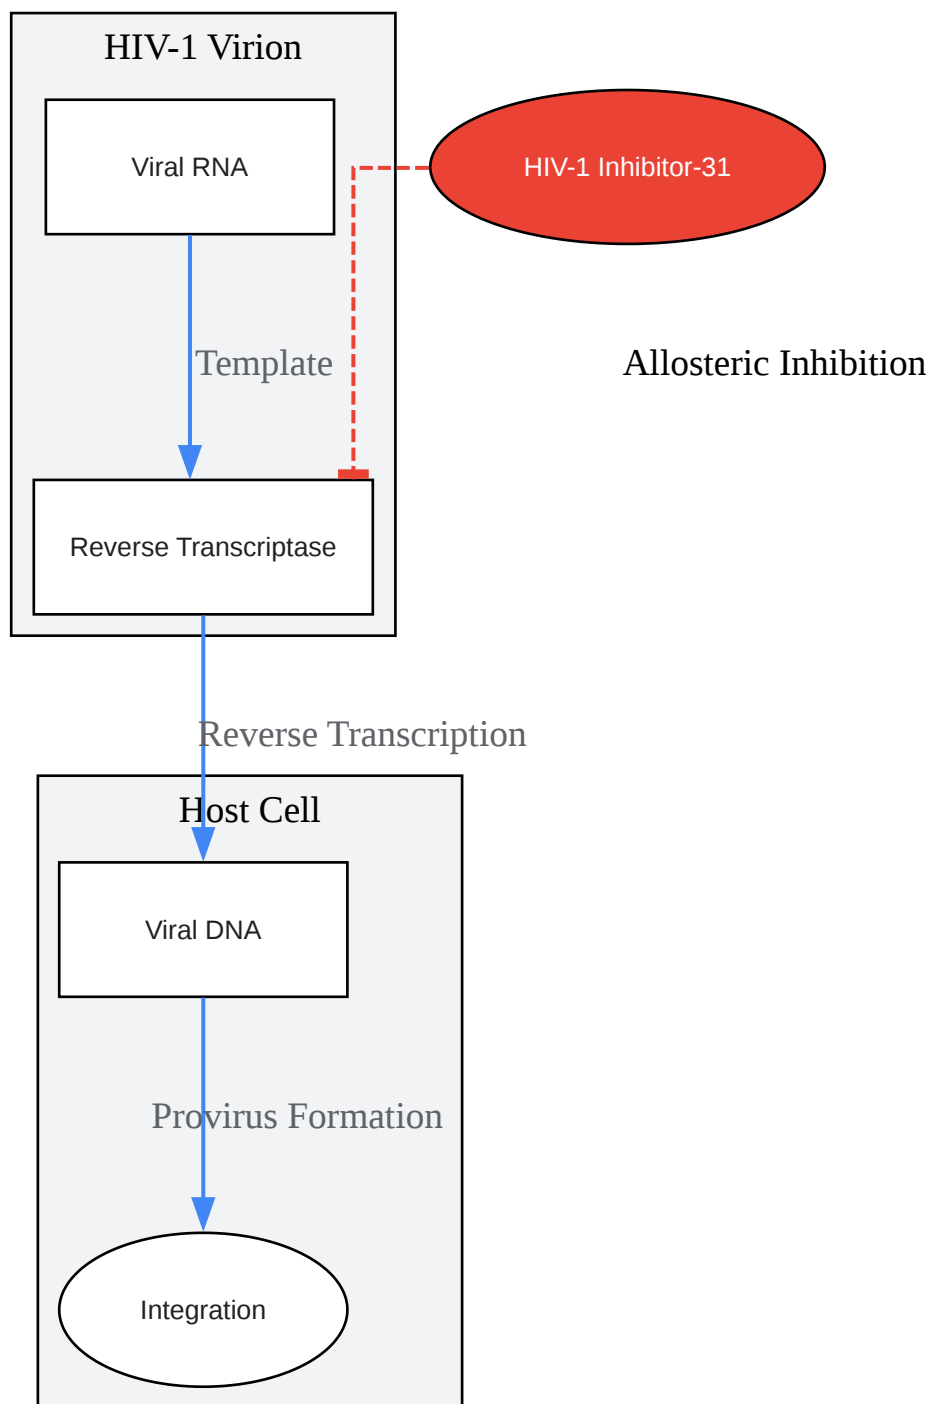 HIV-1 Virion
Viral RNA
HIV-1 Inhibitor-31
Template
Allosteric Inhibition
Reverse Transcriptase
Reverse Transcription
Host Cell
Viral DNA
Provirus Formation
Integration